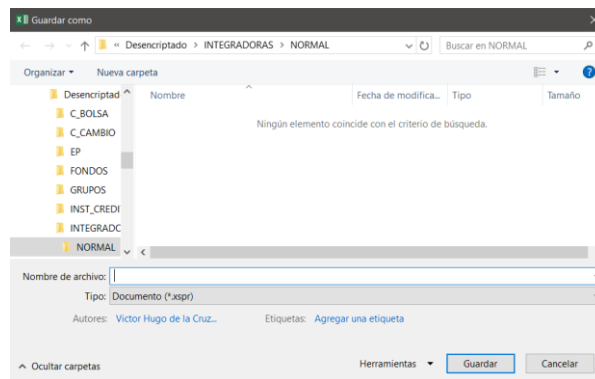 Guardar como
« Desencriptado > INTEGRADORAS > NORMAL
Buscar en NORMAL
Organizar
Nueva carpeta
Desencriptad
Nombre
Fecha de modifica...
Tipo
Tamaño
Ningún elemento coincide con el criterio de búsqueda.
C_BOLSA
C_CAMBIO
EP
FONDOS
GRUPOS
INST_CREDI
INTEGRADC
NORMAL
Nombre de archivo:
Tipo: Documento (*.xspr)
Autores: Victor Hugo de la Cruz...
Etiquetas: Agregar una etiqueta
Ocultar carpetas
Herramientas
Guardar
Cancelar